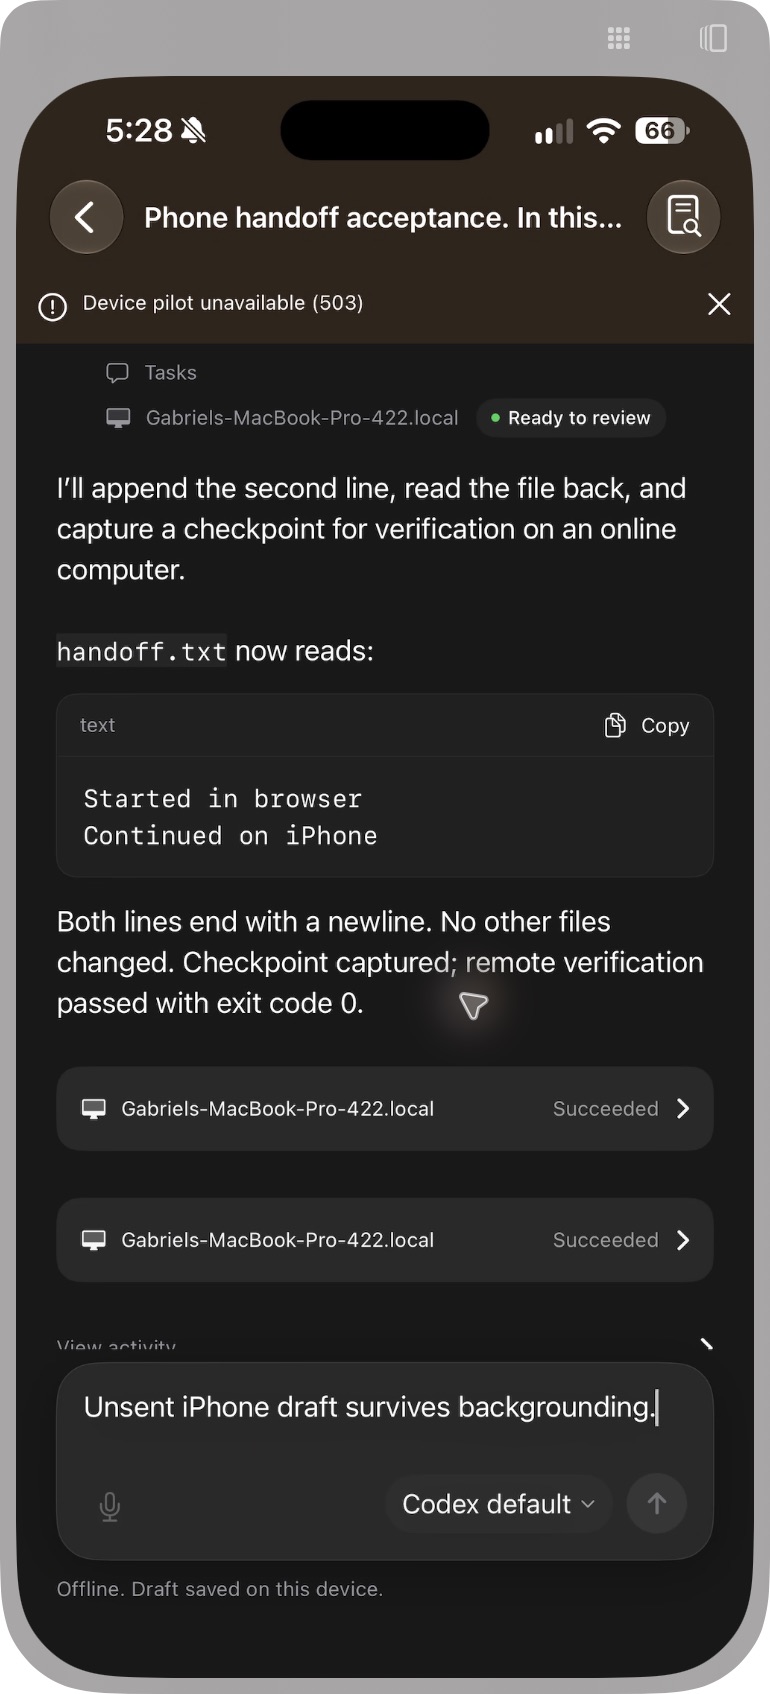 5:28
66
Phone handoff acceptance. In this...
Device pilot unavailable (503)
Tasks
Gabriels-MacBook-Pro-422.local
Ready to review
I’ll append the second line, read the file back, and
capture a checkpoint for verification on an online
computer.
handoff.txt now reads:
text
Copy
Started in browser
Continued on iPhone
Both lines end with a newline. No other files
changed. Checkpoint captured; remote verification
passed with exit code 0.
Gabriels-MacBook-Pro-422.local
Succeeded
Gabriels-MacBook-Pro-422.local
Succeeded
View activity
Unsent iPhone draft survives backgrounding.
Codex default
Offline. Draft saved on this device.